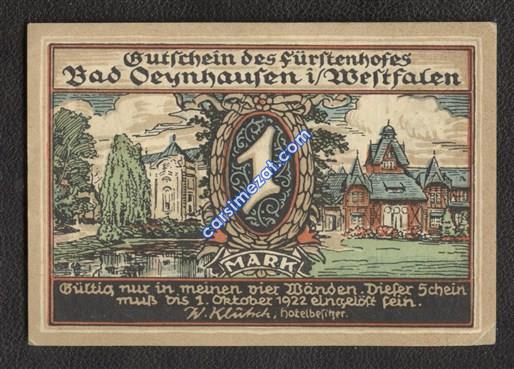 Gutschein des Fürstenhofes
Bad Oeynhausen i/Westfalen
1
carsimezat.com
MARK
Gültig nur in meinen vier Wänden. Dieser Schein
muß bis 1. Oktober 1922 eingelöst sein.
W. Klütsch, Hotelbesitzer.